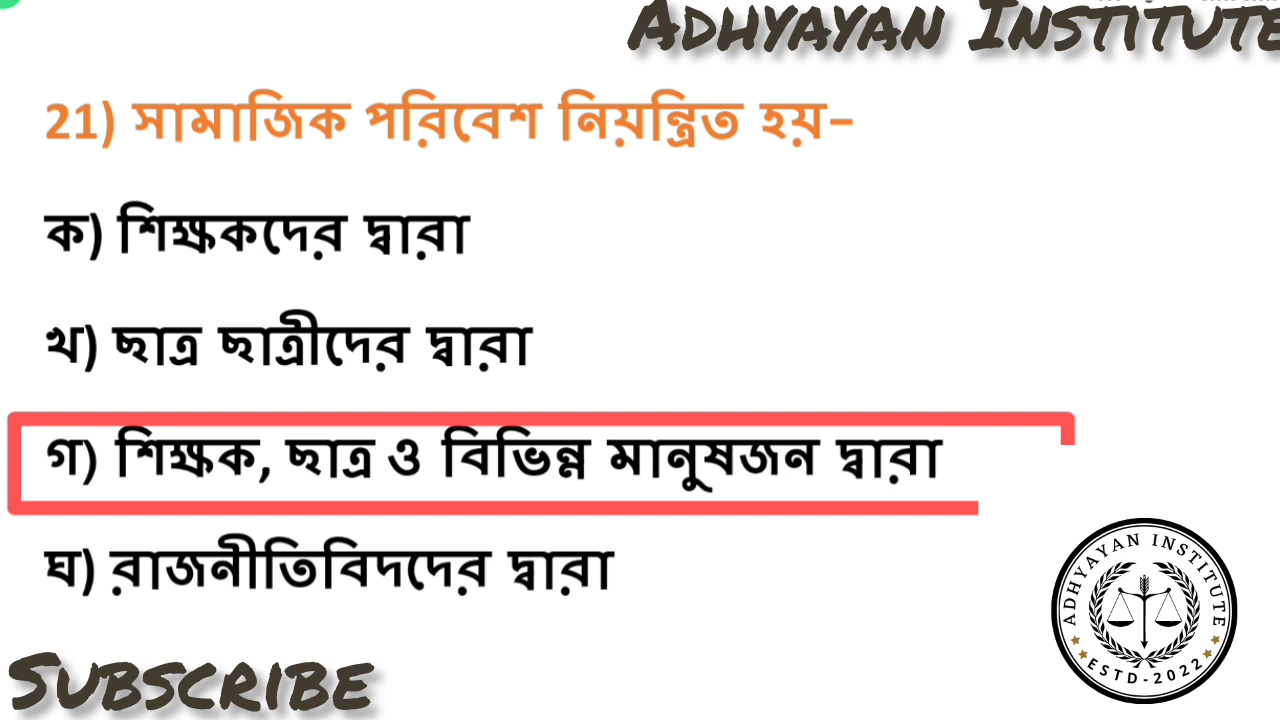 ADHYAYAN INSTITUTE
21) সামাজিক পরিবেশ নিয়ন্ত্রিত হয়–
ক) শিক্ষকদের দ্বারা
খ) ছাত্র ছাত্রীদের দ্বারা
গ) শিক্ষক, ছাত্র ও বিভিন্ন মানুষজন দ্বারা
ঘ) রাজনীতিবিদদের দ্বারা
ADHYAYAN INSTITUTE
ESTD-2022
SUBSCRIBE